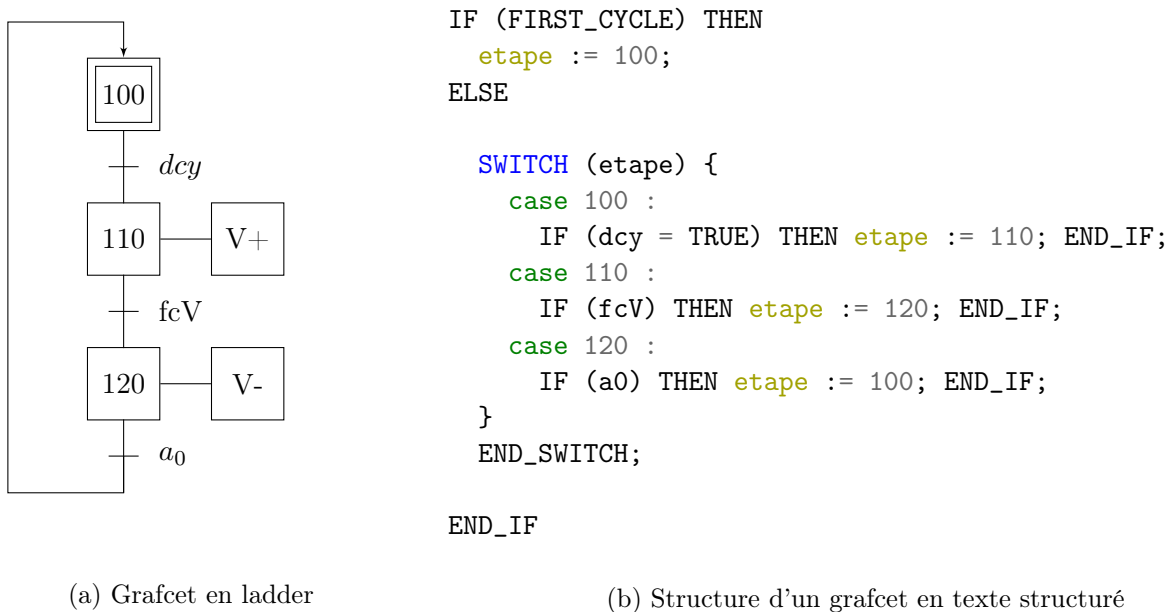 100
dcy
110 V+
fcV
120 V-
a0
(a) Grafcet en ladder
IF (FIRST_CYCLE) THEN
etape := 100;
ELSE
SWITCH (etape) {
case 100 :
IF (dcy = TRUE) THEN etape := 110; END_IF;
case 110 :
IF (fcV) THEN etape := 120; END_IF;
case 120 :
IF (a0) THEN etape := 100; END_IF;
}
END_SWITCH;
END_IF
(b) Structure d'un grafcet en texte structuré